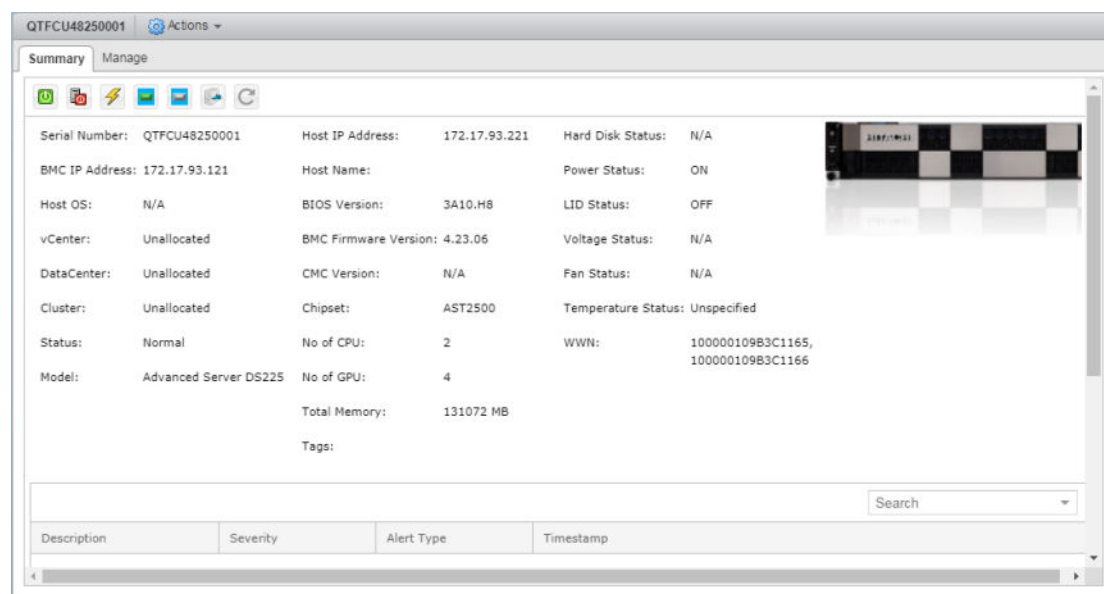 QTFCU48250001 Actions
Summary Manage
Serial Number: QTFCU48250001 Host IP Address: 172.17.93.221 Hard Disk Status: N/A
BMC IP Address: 172.17.93.121 Host Name: Power Status: ON
Host OS: N/A BIOS Version: 3A10.H8 LID Status: OFF
vCenter: Unallocated BMC Firmware Version: 4.23.06 Voltage Status: N/A
DataCenter: Unallocated CMC Version: N/A Fan Status: N/A
Cluster: Unallocated Chipset: AST2500 Temperature Status: Unspecified
Status: Normal No of CPU: 2 WWN: 100000109B3C1165,
100000109B3C1166
Model: Advanced Server DS225 No of GPU: 4
Total Memory: 131072 MB
Tags:
Search
Description Severity Alert Type Timestamp